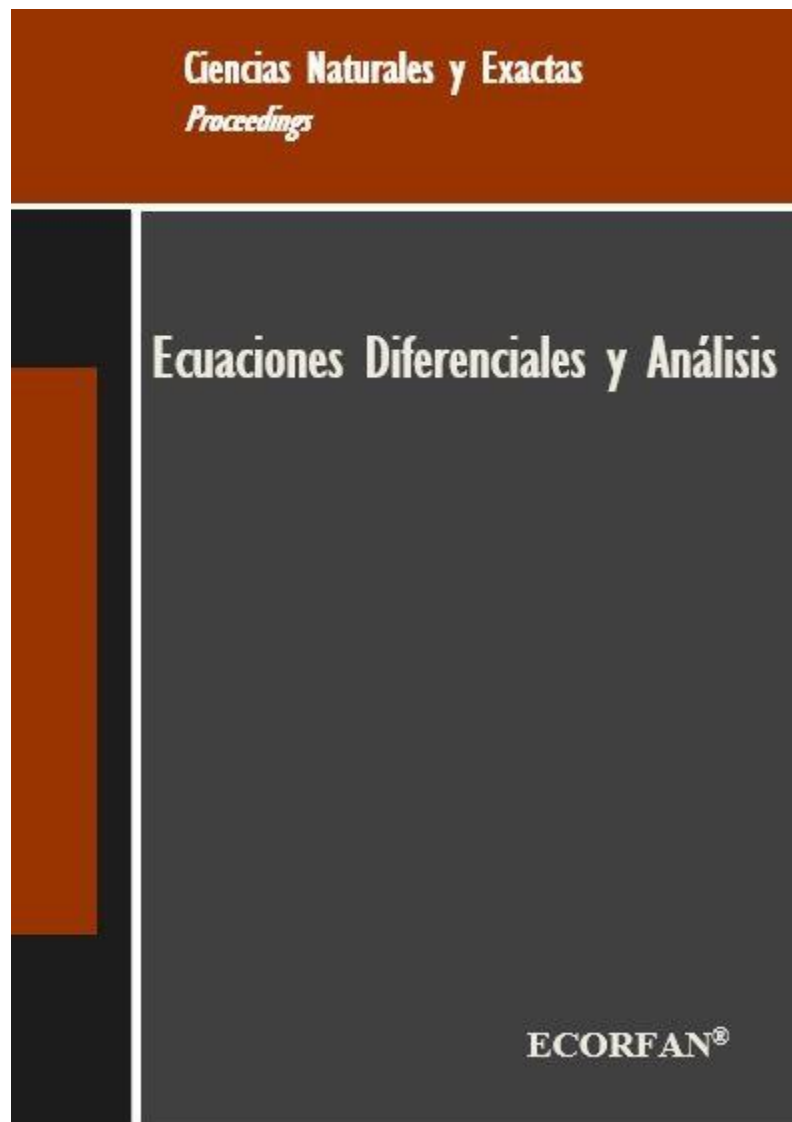 Ciencias Naturales y Exactas
Proceedings
Ecuaciones Diferenciales y Análisis
ECORFAN®